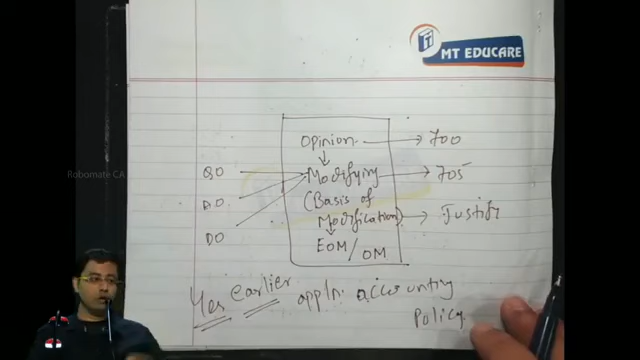 MT EDUCARE
Robomate CA
Opinion → 700
QO Modifying → 705
AO (Basis of
Modification) → Justify
DO EOM / OM
Yes earlier appln. accounting
Policy